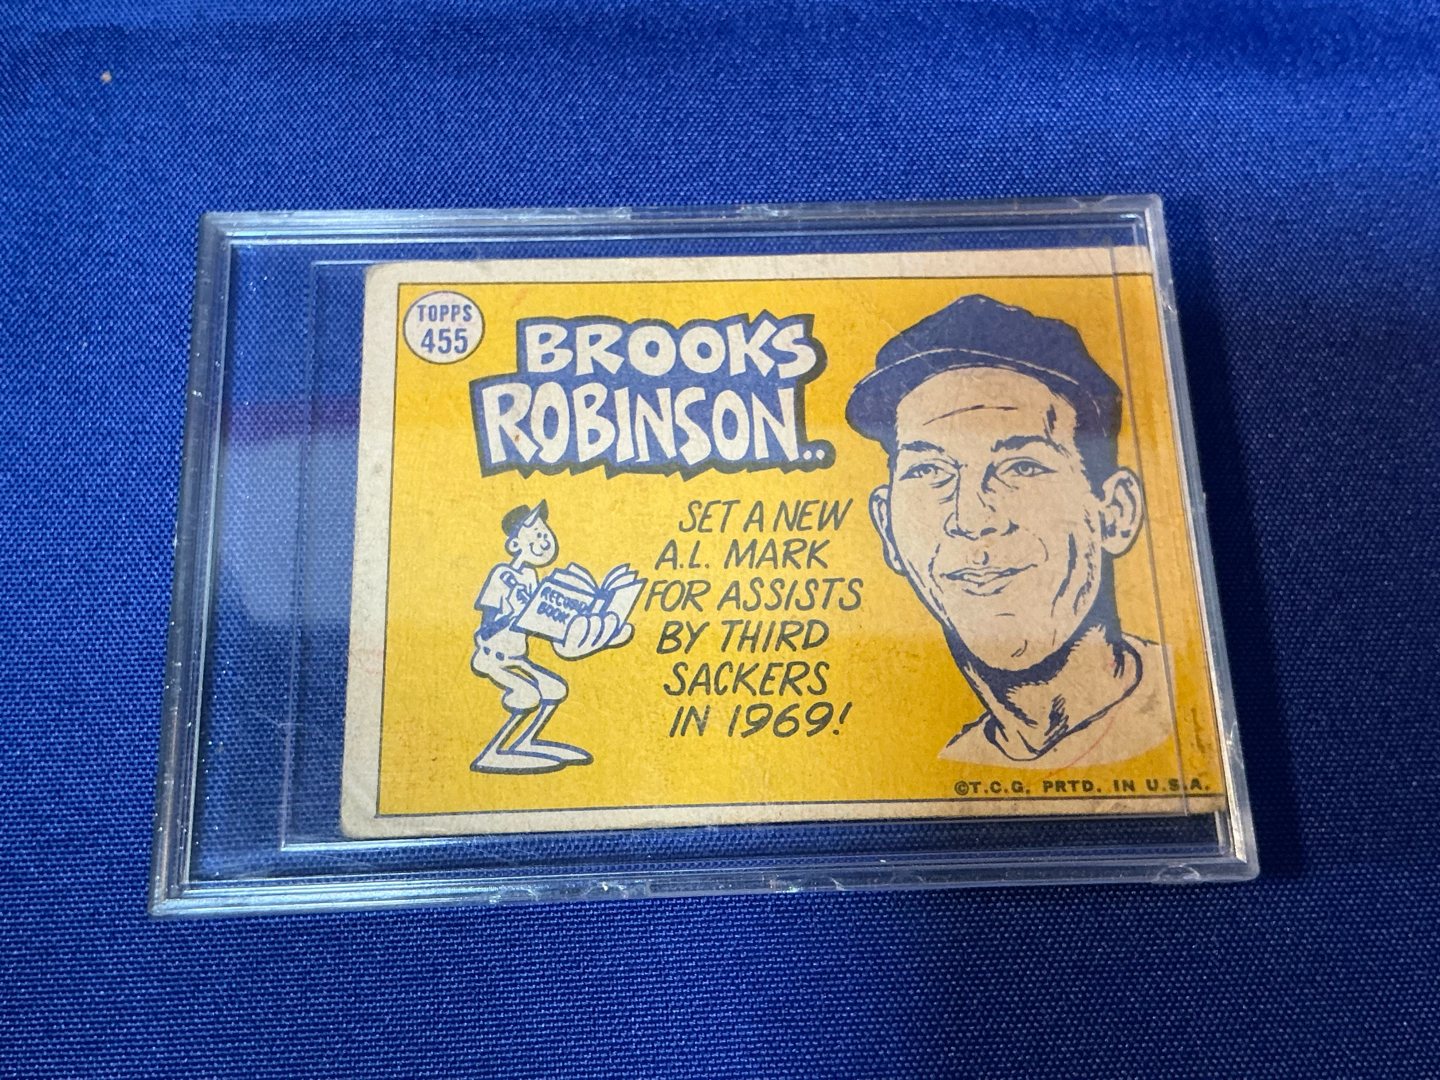 TOPPS
455
BROOKS
ROBINSON..
SET A NEW
A.L. MARK
FOR ASSISTS
BY THIRD
SACKERS
IN 1969!
RECORD
BOOK
©T.C.G. PRTD. IN U.S.A.